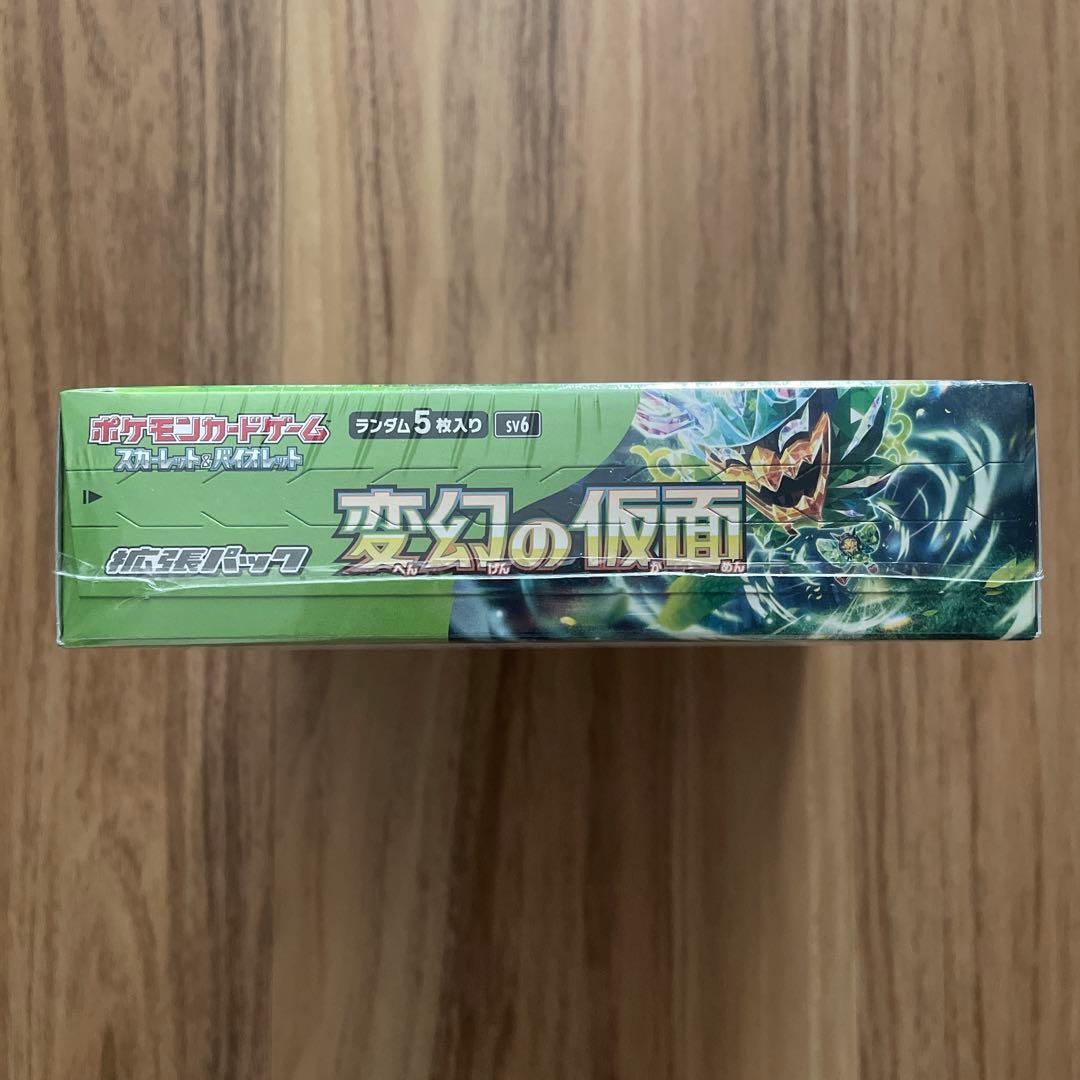 ポケモンカードゲーム
スカーレット&バイオレット
ランダム5枚入り SV6
拡張パック 変幻の仮面
へん げん か めん